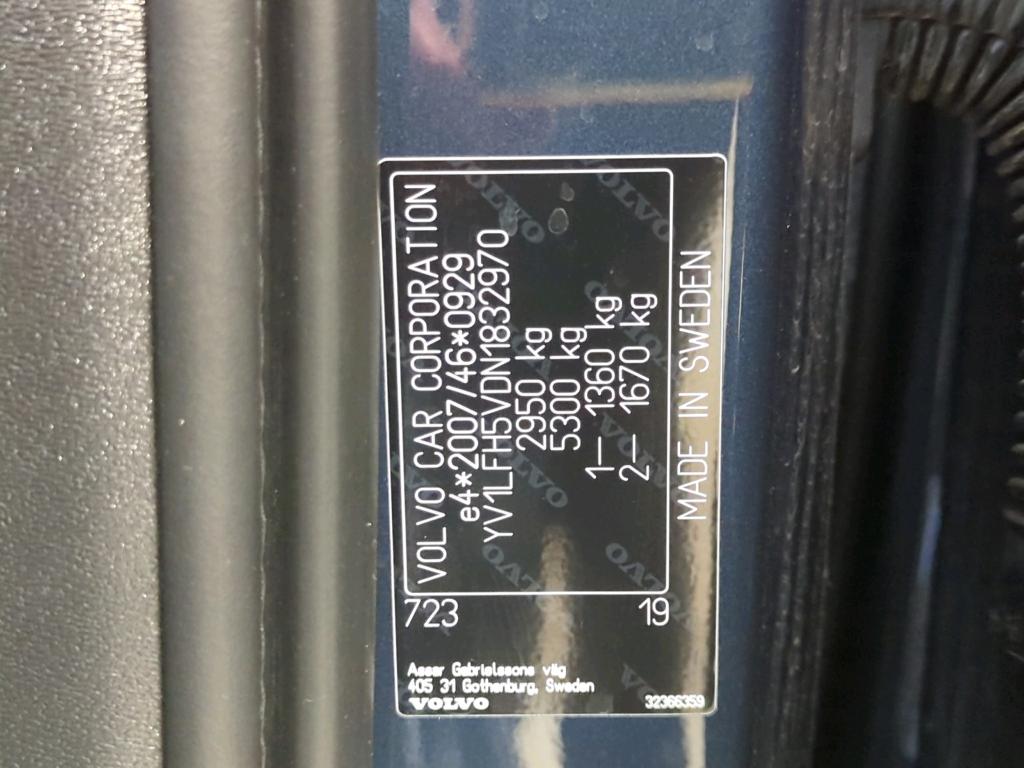 VOLVO CAR CORPORATION
e4*2007/46*0929
YV1LFH5VDN1832970
2950 kg
5300 kg
1— 1360 kg
2— 1670 kg
MADE IN SWEDEN
723
19
Asser Gabrielssons väg
405 31 Gothenburg, Sweden
VOLVO
32366359